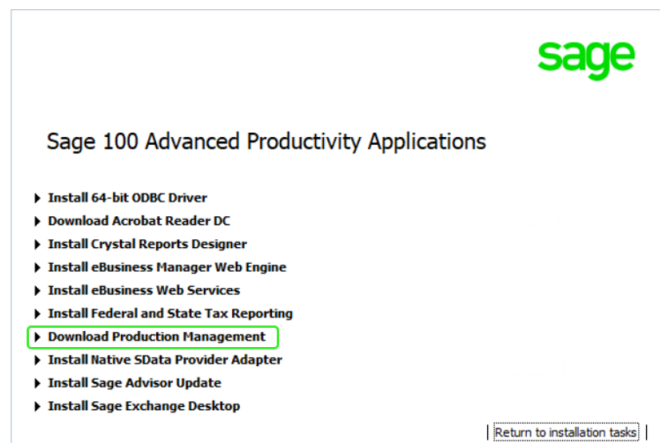 sage
Sage 100 Advanced Productivity Applications
Install 64-bit ODBC Driver
Download Acrobat Reader DC
Install Crystal Reports Designer
Install eBusiness Manager Web Engine
Install eBusiness Web Services
Install Federal and State Tax Reporting
Download Production Management
Install Native SData Provider Adapter
Install Sage Advisor Update
Install Sage Exchange Desktop
Return to installation tasks